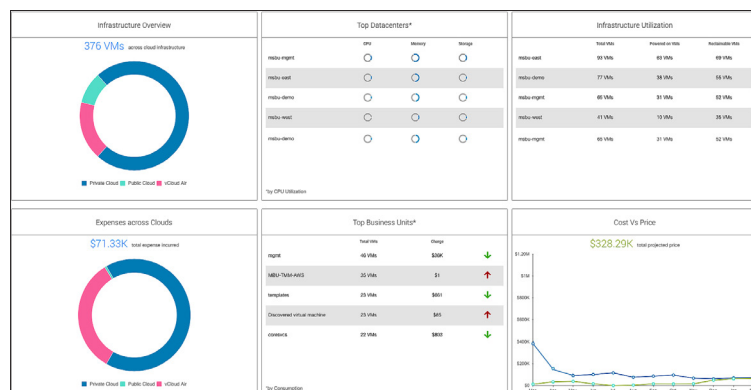 Infrastructure Overview
376 VMs across cloud infrastructure
Private Cloud Public Cloud vCloud Air
Top Datacenters*
CPU Memory Storage
msbu-mgmt
msbu-east
msbu-demo
msbu-west
msbu-demo
*by CPU Utilization
Infrastructure Utilization
Total VMs Powered on VMs Reclaimable VMs
msbu-east 93 VMs 63 VMs 69 VMs
msbu-demo 77 VMs 38 VMs 55 VMs
msbu-mgmt 65 VMs 31 VMs 52 VMs
msbu-west 41 VMs 10 VMs 35 VMs
msbu-mgmt 65 VMs 31 VMs 52 VMs
Expenses across Clouds
$71.33K total expense incurred
Private Cloud Public Cloud vCloud Air
Top Business Units*
Total VMs Charge
mgmt 46 VMs $38K
MBU-TMM-AWS 25 VMs $1
templates 23 VMs $661
Discovered virtual machine 23 VMs $45
22 VMs
*by Consumption
Cost Vs Price
$328.29K total projected price
$1.20M
$1M
$800K
$600K
$400K
$200K
$0